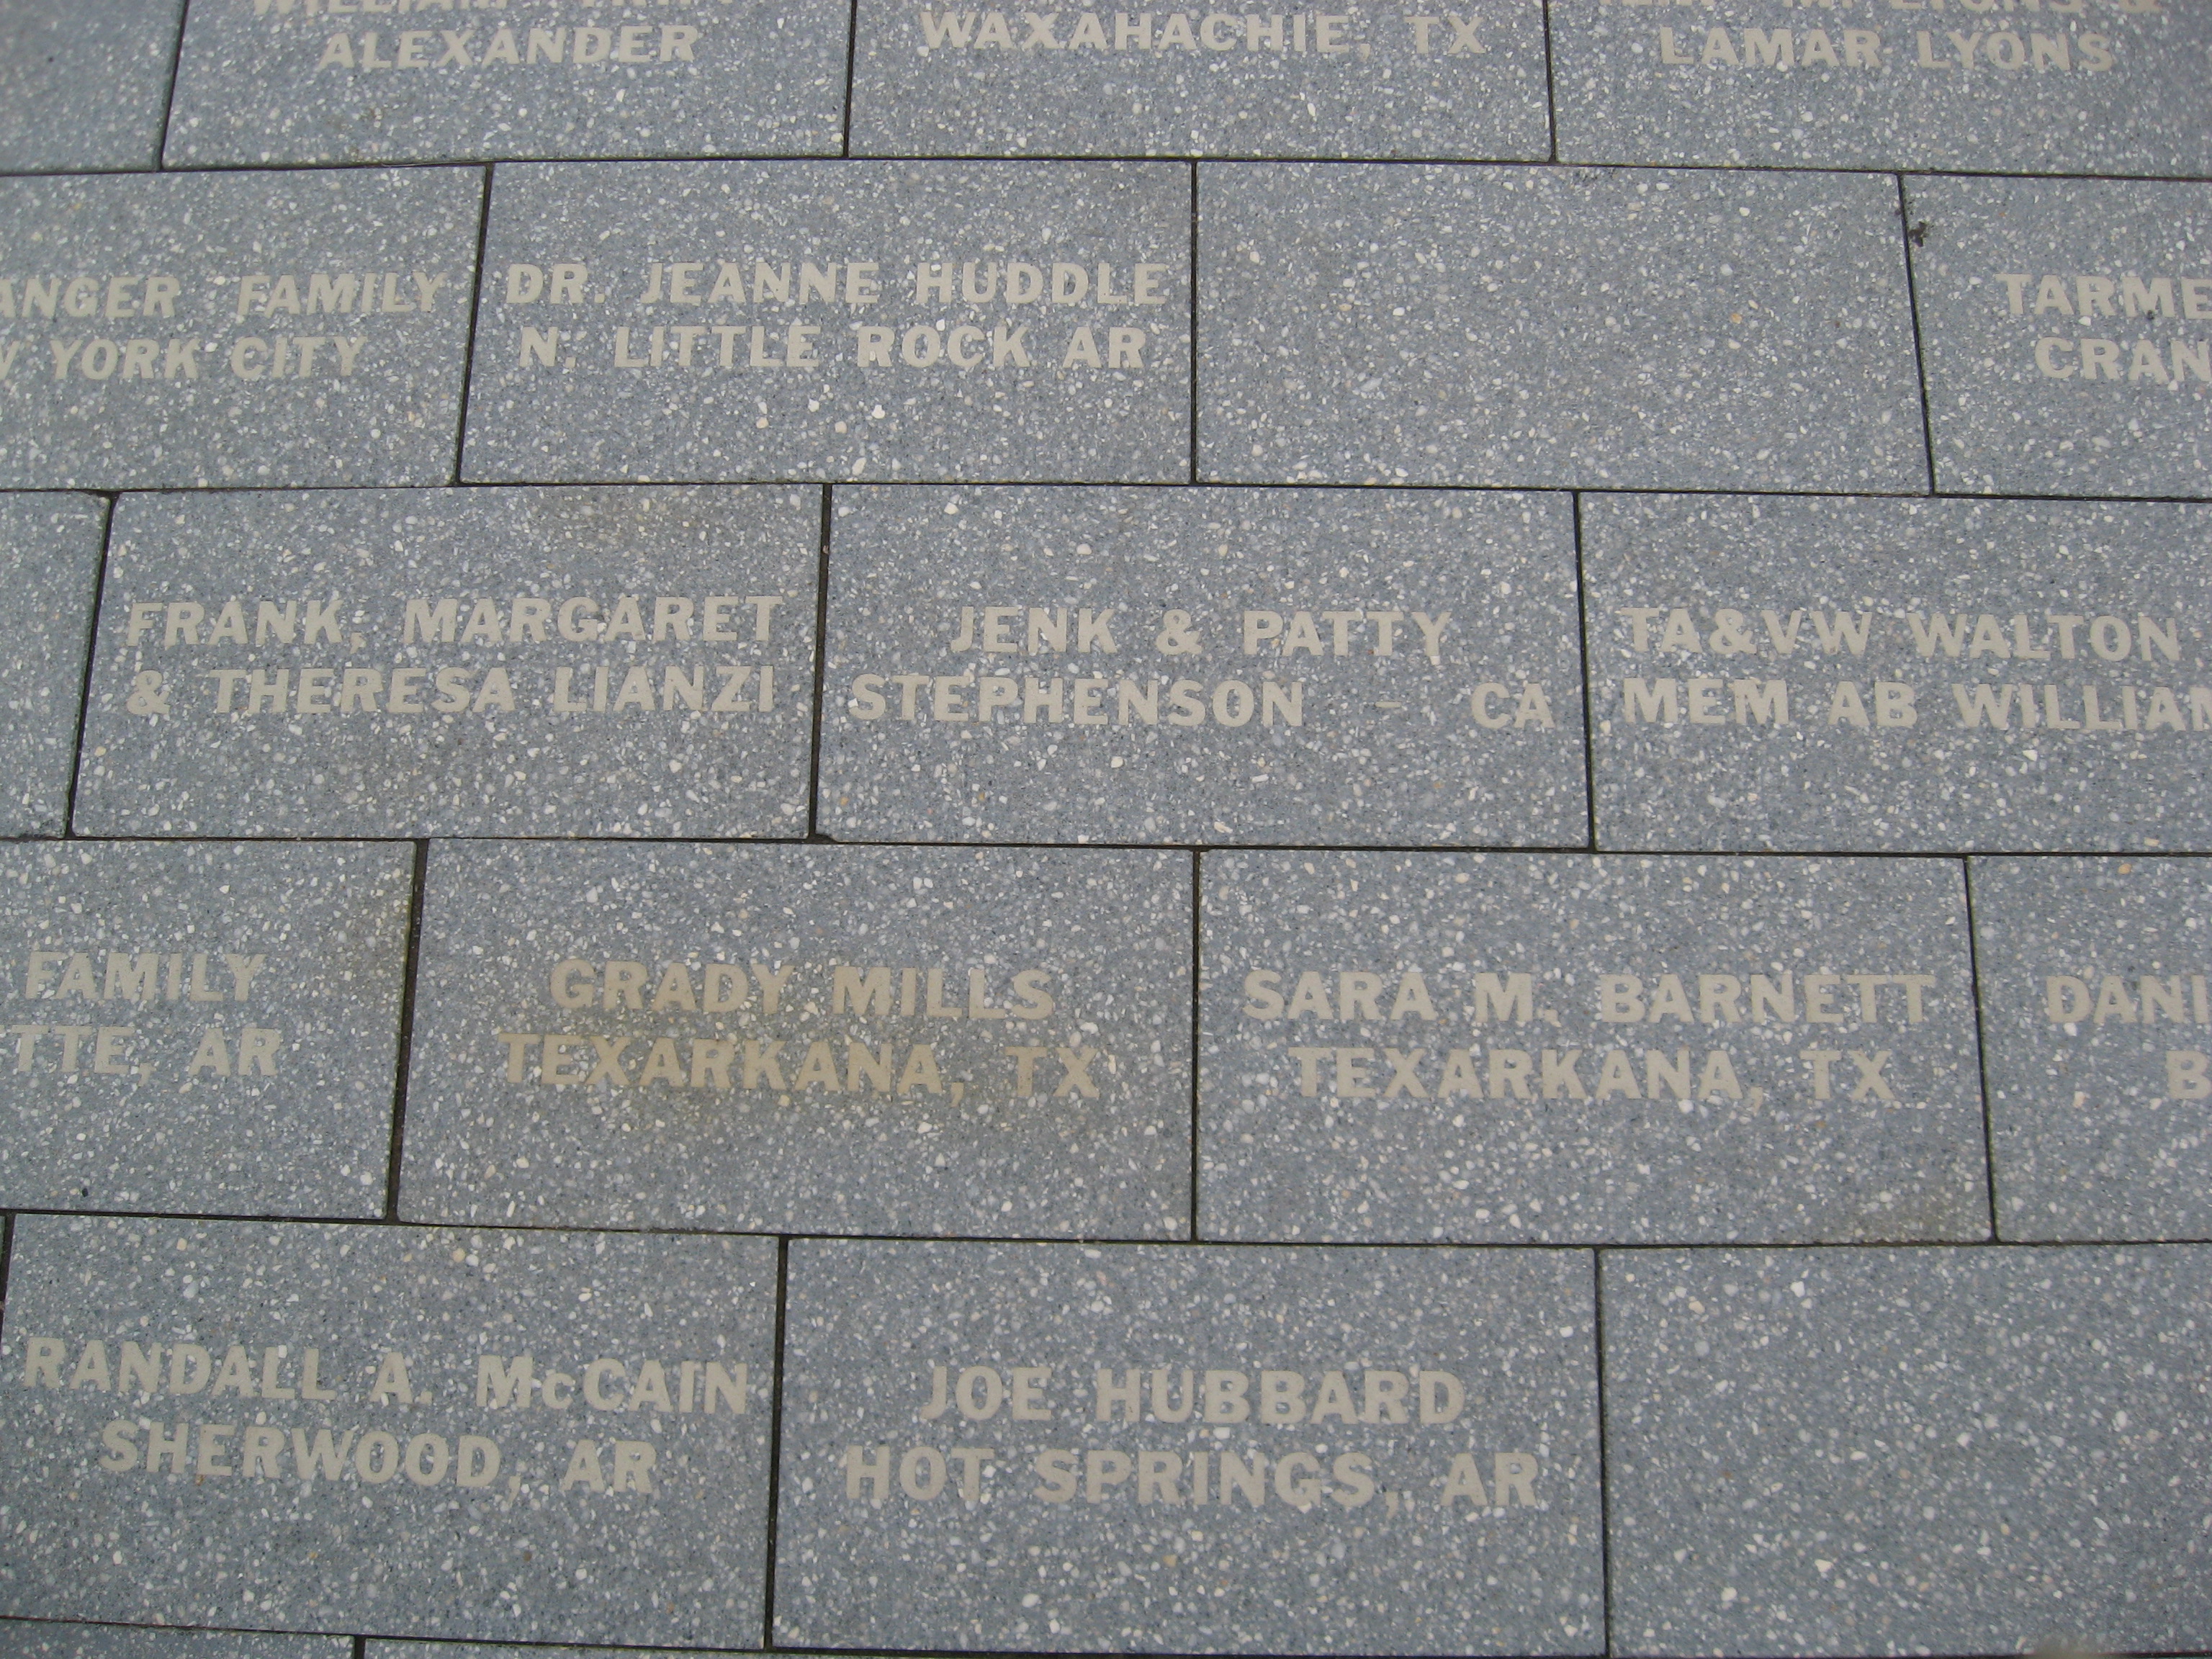 ALEXANDER
WAXAHACHIE, TX
LAMAR LYONS
ANGER FAMILY
YORK CITY
DR. JEANNE HUDDLE
N. LITTLE ROCK AR
TARME
CRAN
FRANK, MARGARET
& THERESA LIANZI
JENK & PATTY
STEPHENSON - CA
TA&VW WALTON
MEM AB WILLIAM
FAMILY
TTE, AR
GRADY MILLS
TEXARKANA, TX
SARA M. BARNETT
TEXARKANA, TX
DANI
B
RANDALL A. McCAIN
SHERWOOD, AR
JOE HUBBARD
HOT SPRINGS, AR